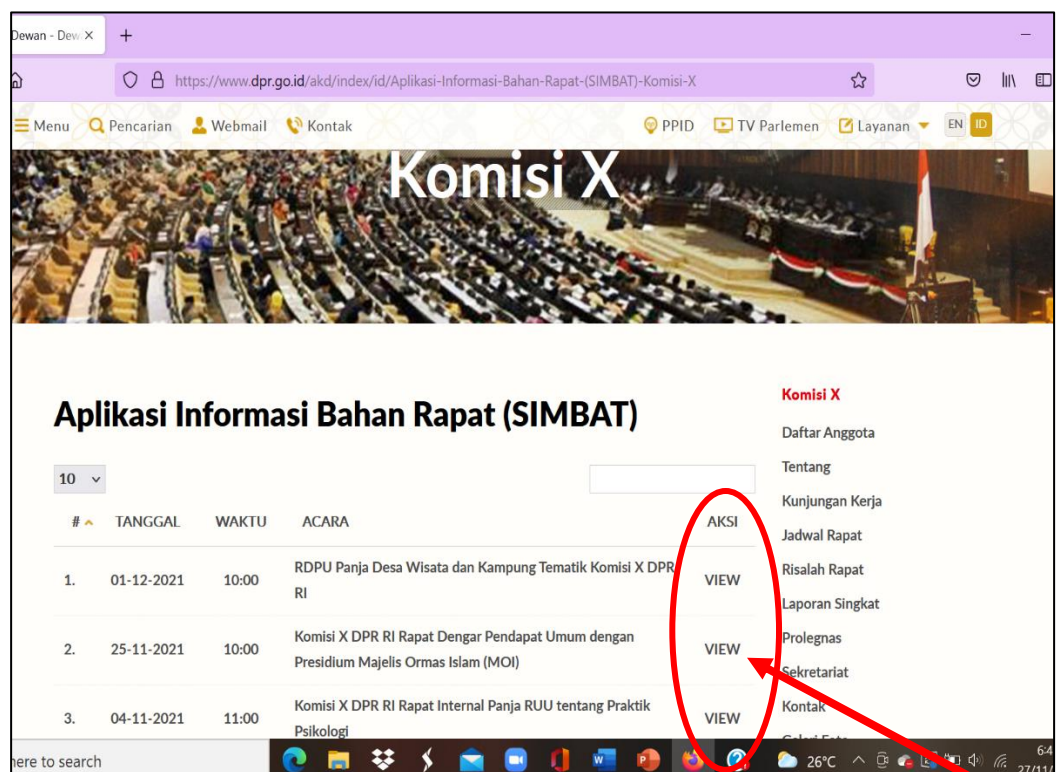 Dewan - Dew
https://www.dpr.go.id/akd/index/id/Aplikasi-Informasi-Bahan-Rapat-(SIMBAT)-Komisi-X
Menu Pencarian Webmail Kontak PPID TV Parlemen Layanan EN ID
Komisi X
Aplikasi Informasi Bahan Rapat (SIMBAT)
10
# TANGGAL WAKTU ACARA AKSI
1. 01-12-2021 10:00 RDPU Panja Desa Wisata dan Kampung Tematik Komisi X DPR VIEW
RI
2. 25-11-2021 10:00 Komisi X DPR RI Rapat Dengar Pendapat Umum dengan VIEW
Presidium Majelis Ormas Islam (MOI)
3. 04-11-2021 11:00 Komisi X DPR RI Rapat Internal Panja RUU tentang Praktik VIEW
Psikologi
Komisi X
Daftar Anggota
Tentang
Kunjungan Kerja
Jadwal Rapat
Risalah Rapat
Laporan Singkat
Prolegnas
Sekretariat
Kontak
here to search
26°C
6:4
27/11/